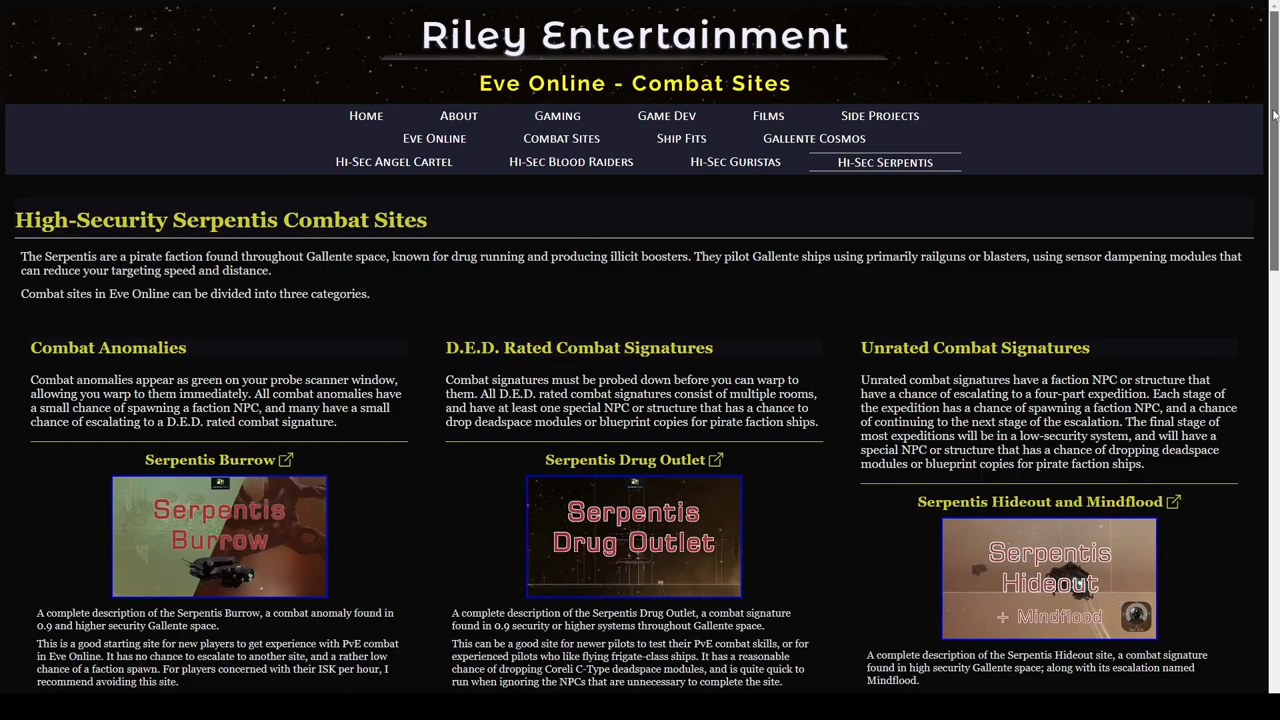 Riley Entertainment
Eve Online - Combat Sites
Home About Gaming Game Dev Films Side Projects
Eve Online Combat Sites Ship Fits Gallente Cosmos
Hi-Sec Angel Cartel Hi-Sec Blood Raiders Hi-Sec Guristas Hi-Sec Serpentis
High-Security Serpentis Combat Sites
The Serpentis are a pirate faction found throughout Gallente space, known for drug running and producing illicit boosters. They pilot Gallente ships using primarily railguns or blasters, using sensor dampening modules that
can reduce your targeting speed and distance.
Combat sites in Eve Online can be divided into three categories.
Combat Anomalies
Combat anomalies appear as green on your probe scanner window,
allowing you warp to them immediately. All combat anomalies have
a small chance of spawning a faction NPC, and many have a small
chance of escalating to a D.E.D. rated combat signature.
Serpentis Burrow
Serpentis
Burrow
A complete description of the Serpentis Burrow, a combat anomaly found in
0.9 and higher security Gallente space.
This is a good starting site for new players to get experience with PvE combat
in Eve Online. It has no chance to escalate to another site, and a rather low
chance of a faction spawn. For players concerned with their ISK per hour, I
recommend avoiding this site.
D.E.D. Rated Combat Signatures
Combat signatures must be probed down before you can warp to
them. All D.E.D. rated combat signatures consist of multiple rooms,
and have at least one special NPC or structure that has a chance to
drop deadspace modules or blueprint copies for pirate faction ships.
Serpentis Drug Outlet
Serpentis
Drug Outlet
A complete description of the Serpentis Drug Outlet, a combat signature
found in 0.9 security or higher systems throughout Gallente space.
This can be a good site for newer pilots to test their PvE combat skills, or for
experienced pilots who like flying frigate-class ships. It has a reasonable
chance of dropping Coreli C-Type deadspace modules, and is quite quick to
run when ignoring the NPCs that are unnecessary to complete the site.
Unrated Combat Signatures
Unrated combat signatures have a faction NPC or structure that
have a chance of escalating to a four-part expedition. Each stage of
the expedition has a chance of spawning a faction NPC, and a chance
of continuing to the next stage of the escalation. The final stage of
most expeditions will be in a low-security system, and will have a
special NPC or structure that has a chance of dropping deadspace
modules or blueprint copies for pirate faction ships.
Serpentis Hideout and Mindflood
Serpentis
Hideout
+ Mindflood
A complete description of the Serpentis Hideout site, a combat signature
found in high security Gallente space; along with its escalation named
Mindflood.